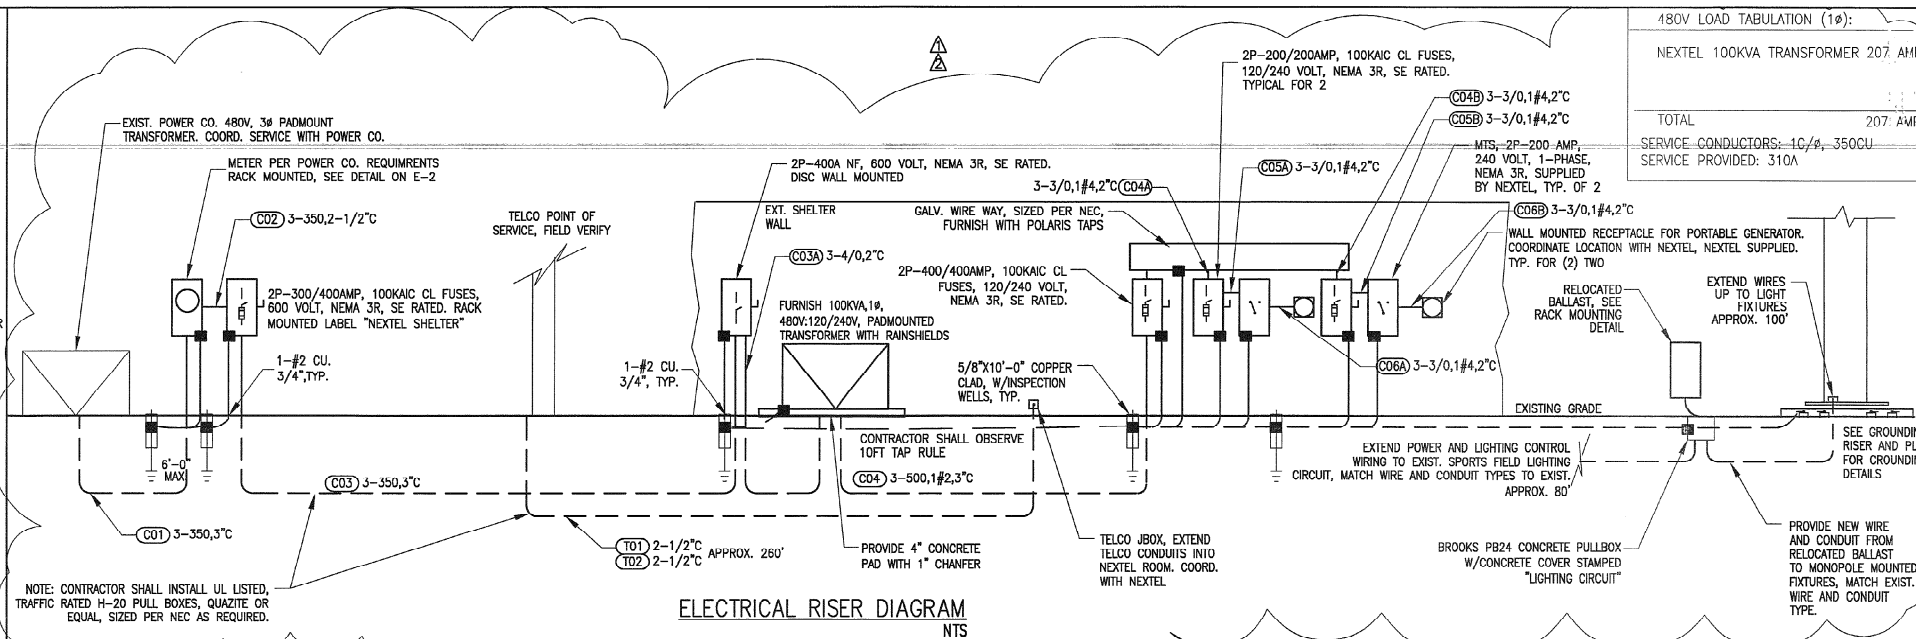 480V LOAD TABULATION (1ø):
NEXTEL 100KVA TRANSFORMER 207 AM
TOTAL 207 AM
SERVICE CONDUCTORS: 1C/ø, 350CU
SERVICE PROVIDED: 310A
1
2
2P-200/200AMP, 100KAIC CL FUSES,
120/240 VOLT, NEMA 3R, SE RATED.
TYPICAL FOR 2
C04B 3-3/0,1#4,2"C
C05B 3-3/0,1#4,2"C
MTS, 2P-200 AMP,
240 VOLT, 1-PHASE,
NEMA 3R, SUPPLIED
BY NEXTEL, TYP. OF 2
EXIST. POWER CO. 480V, 3ø PADMOUNT
TRANSFORMER. COORD. SERVICE WITH POWER CO.
METER PER POWER CO. REQUIMRENTS
RACK MOUNTED, SEE DETAIL ON E-2
2P-400A NF, 600 VOLT, NEMA 3R, SE RATED.
DISC WALL MOUNTED
C05A 3-3/0,1#4,2"C
3-3/0,1#4,2"C C04A
C02 3-350,2-1/2"C
TELCO POINT OF
SERVICE, FIELD VERIFY
EXT. SHELTER
WALL
GALV. WIRE WAY, SIZED PER NEC,
FURNISH WITH POLARIS TAPS
C06B 3-3/0,1#4,2"C
WALL MOUNTED RECEPTACLE FOR PORTABLE GENERATOR.
COORDINATE LOCATION WITH NEXTEL, NEXTEL SUPPLIED.
TYP. FOR (2) TWO
C03A 3-4/0,2"C
2P-400/400AMP, 100KAIC CL
FUSES, 120/240 VOLT,
NEMA 3R, SE RATED.
2P-300/400AMP, 100KAIC CL FUSES,
600 VOLT, NEMA 3R, SE RATED. RACK
MOUNTED LABEL "NEXTEL SHELTER"
FURNISH 100KVA,1ø,
480V:120/240V, PADMOUNTED
TRANSFORMER WITH RAINSHIELDS
RELOCATED
BALLAST, SEE
RACK MOUNTING
DETAIL
EXTEND WIRES
UP TO LIGHT
FIXTURES
APPROX. 100'
1-#2 CU.
3/4",TYP.
1-#2 CU.
3/4", TYP.
5/8"X10'-0" COPPER
CLAD, W/INSPECTION
WELLS, TYP.
C06A 3-3/0,1#4,2"C
EXISTING GRADE
6'-0"
MAX
CONTRACTOR SHALL OBSERVE
10FT TAP RULE
EXTEND POWER AND LIGHTING CONTROL
WIRING TO EXIST. SPORTS FIELD LIGHTING
CIRCUIT, MATCH WIRE AND CONDUIT TYPES TO EXIST.
APPROX. 80'
SEE GROUNDIN
RISER AND PL
FOR GROUNDIN
DETAILS
C03 3-350,3"C
C04 3-500,1#2,3"C
C01 3-350,3"C
T01 2-1/2"C
T02 2-1/2"C
APPROX. 260'
PROVIDE 4" CONCRETE
PAD WITH 1" CHANFER
TELCO JBOX, EXTEND
TELCO CONDUITS INTO
NEXTEL ROOM. COORD.
WITH NEXTEL
BROOKS PB24 CONCRETE PULLBOX
W/CONCRETE COVER STAMPED
"LIGHTING CIRCUIT"
PROVIDE NEW WIRE
AND CONDUIT FROM
RELOCATED BALLAST
TO MONOPOLE MOUNTED
FIXTURES, MATCH EXIST.
WIRE AND CONDUIT
TYPE.
NOTE: CONTRACTOR SHALL INSTALL UL LISTED,
TRAFFIC RATED H-20 PULL BOXES, QUAZITE OR
EQUAL, SIZED PER NEC AS REQUIRED.
ELECTRICAL RISER DIAGRAM
NTS